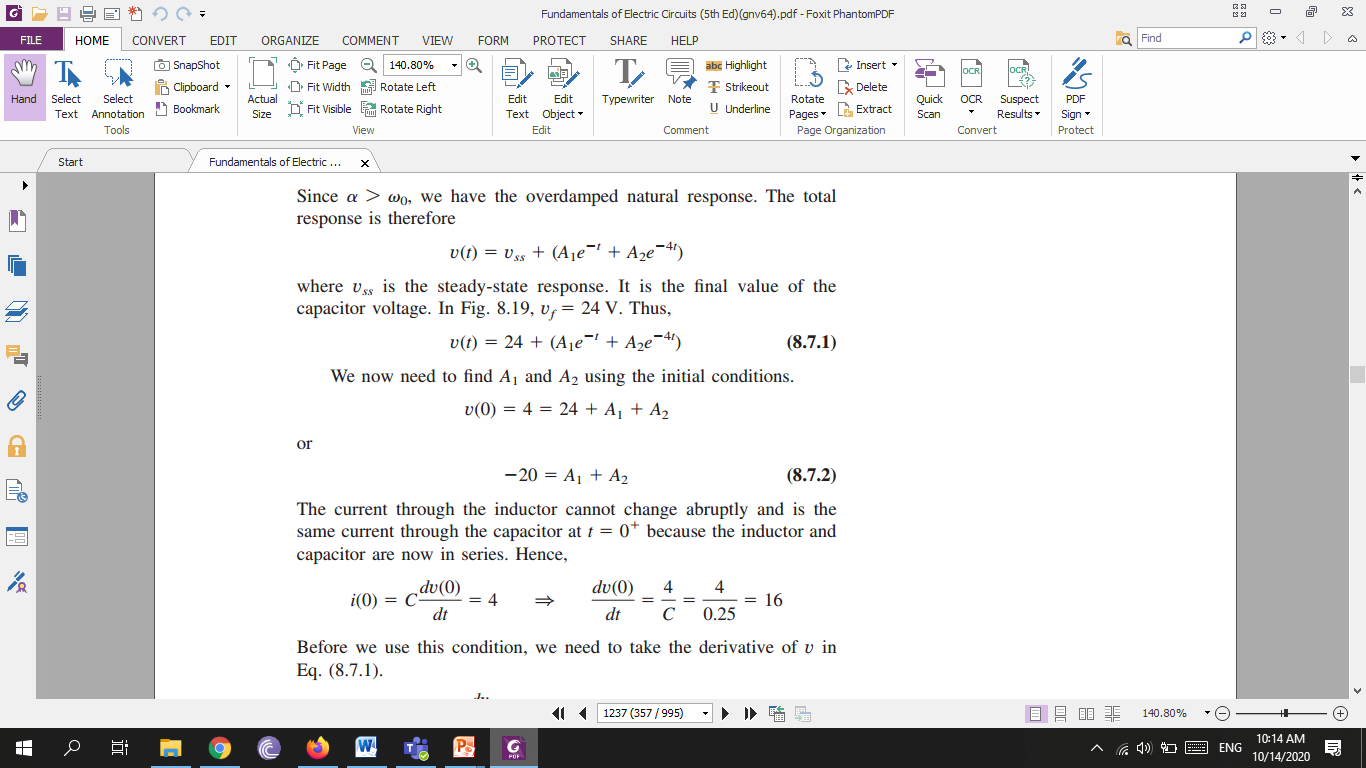 Fundamentals of Electric Circuits (5th Ed)(gnv64).pdf - Foxit PhantomPDF
FILE HOME CONVERT EDIT ORGANIZE COMMENT VIEW FORM PROTECT SHARE HELP Find
Hand
Select Text
Select Annotation
SnapShot
Clipboard
Bookmark
Tools
Actual Size
Fit Page
Fit Width
Fit Visible
140.80%
Rotate Left
Rotate Right
View
Edit Text
Edit Object
Edit
Typewriter
Note
abc Highlight
T Strikeout
U Underline
Comment
Rotate Pages
Insert
Delete
Extract
Page Organization
Quick Scan
OCR
OCR
OCR
Suspect Results
Convert
PDF Sign
Protect
Start
Fundamentals of Electric ... x
Since α > ω₀, we have the overdamped natural response. The total
response is therefore
v(t) = vₛₛ + (A₁e⁻ᵗ + A₂e⁻⁴ᵗ)
where vₛₛ is the steady-state response. It is the final value of the
capacitor voltage. In Fig. 8.19, v_f = 24 V. Thus,
v(t) = 24 + (A₁e⁻ᵗ + A₂e⁻⁴ᵗ) (8.7.1)
We now need to find A₁ and A₂ using the initial conditions.
v(0) = 4 = 24 + A₁ + A₂
or
−20 = A₁ + A₂ (8.7.2)
The current through the inductor cannot change abruptly and is the
same current through the capacitor at t = 0⁺ because the inductor and
capacitor are now in series. Hence,
i(0) = C dv(0)/dt = 4 ⇒ dv(0)/dt = 4/C = 4/0.25 = 16
Before we use this condition, we need to take the derivative of v in
Eq. (8.7.1).
1237 (357 / 995)
140.80%
ENG
10:14 AM
10/14/2020